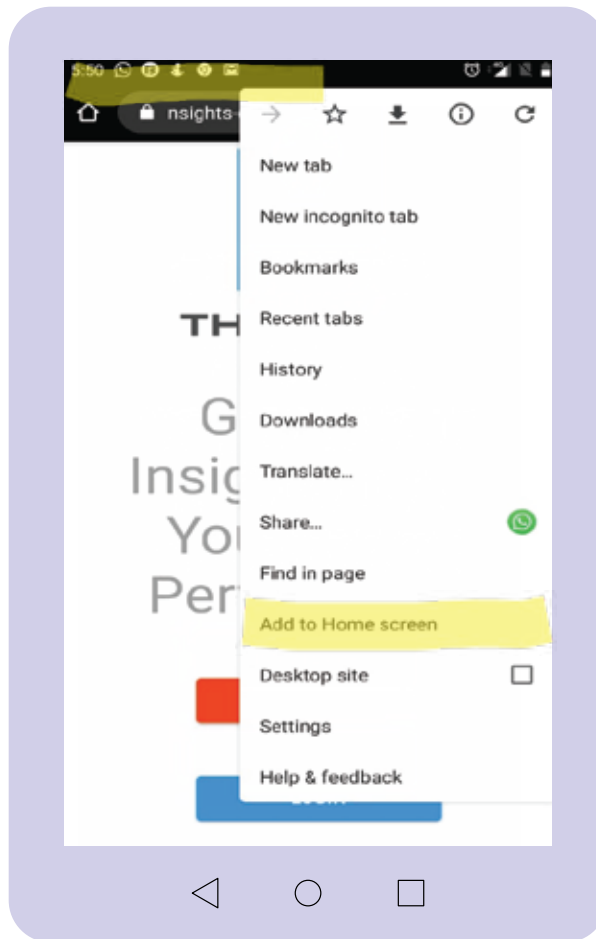 5:50
nsights-
New tab
New incognito tab
Bookmarks
TH
Recent tabs
History
G
Downloads
Insig
Translate...
You
Share...
Find in page
Per
Add to Home screen
Desktop site
Settings
Help & feedback